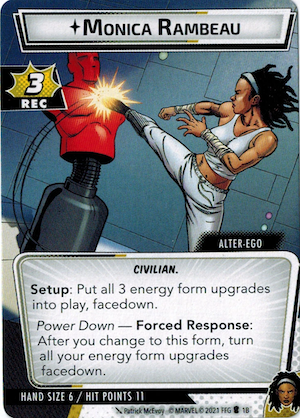 MONICA RAMBEAU
3
REC
ALTER-EGO
CIVILIAN.
Setup: Put all 3 energy form upgrades
into play, facedown.
Power Down — Forced Response:
After you change to this form, turn
all your energy form upgrades
facedown.
HAND SIZE 6 / HIT POINTS 11
Patrick McEvoy © MARVEL © 2021 FFG 18